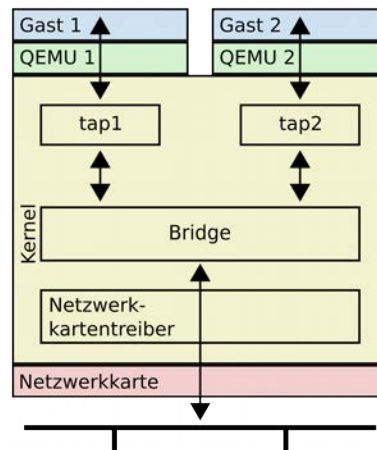 Gast 1
Gast 2
QEMU 1
QEMU 2
tap1
tap2
Kernel
Bridge
Netzwerk-
kartentreiber
Netzwerkkarte